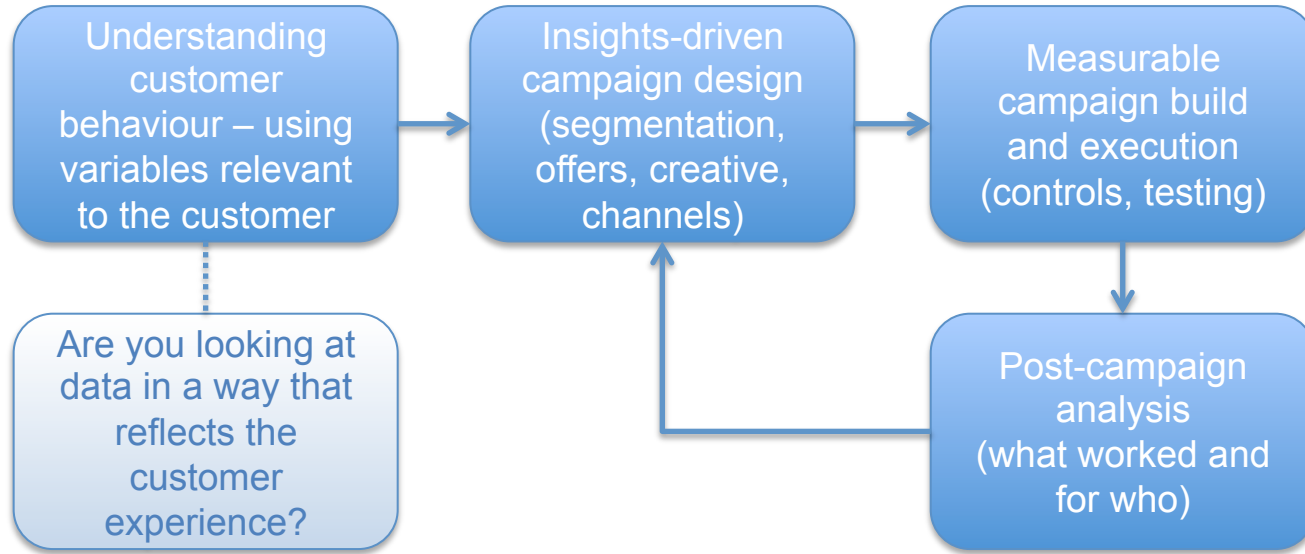 Understanding
customer
behaviour – using
variables relevant
to the customer
Insights-driven
campaign design
(segmentation,
offers, creative,
channels)
Measurable
campaign build
and execution
(controls, testing)
Are you looking at
data in a way that
reflects the
customer
experience?
Post-campaign
analysis
(what worked and
for who)